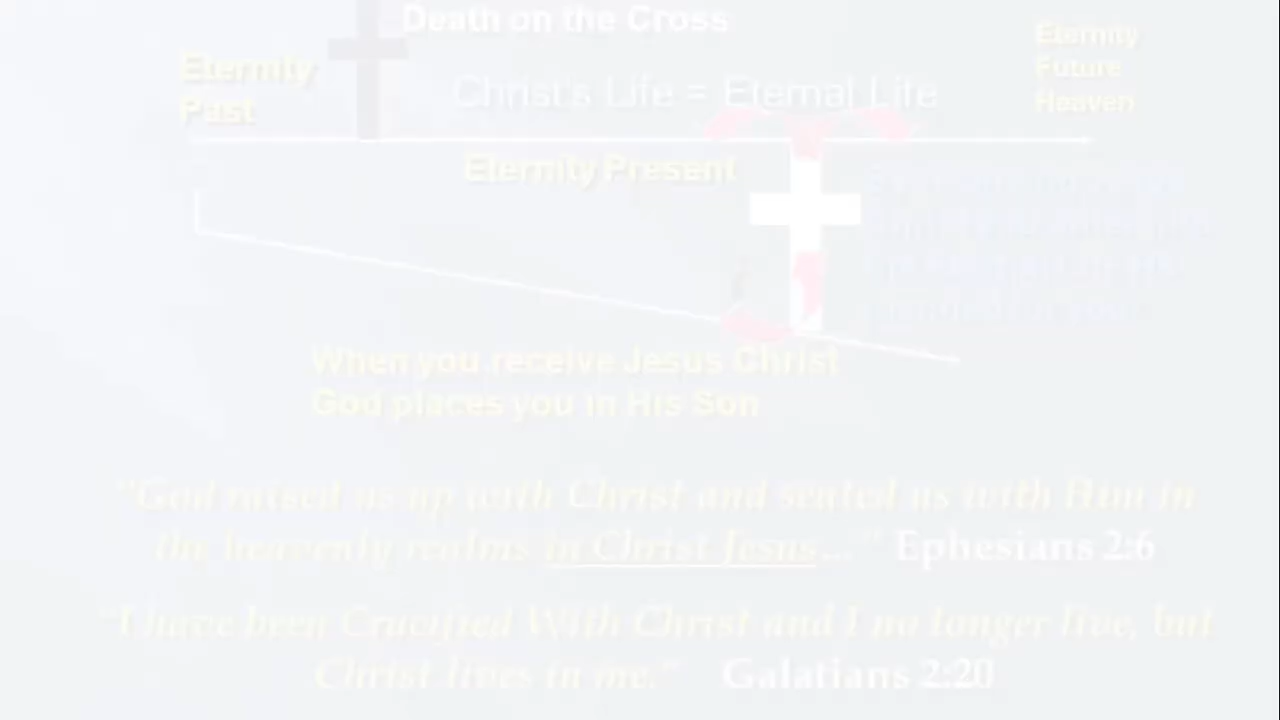 Death on the Cross
Eternity
Past
Eternity
Future
Heaven
Christ's Life = Eternal Life
Eternity Present
When you receive Jesus Christ
God places you in His Son
"God raised us up with Christ and seated us with Him in
the heavenly realms in Christ Jesus..." Ephesians 2:6
"I have been Crucified With Christ and I no longer live, but
Christ lives in me." Galatians 2:20